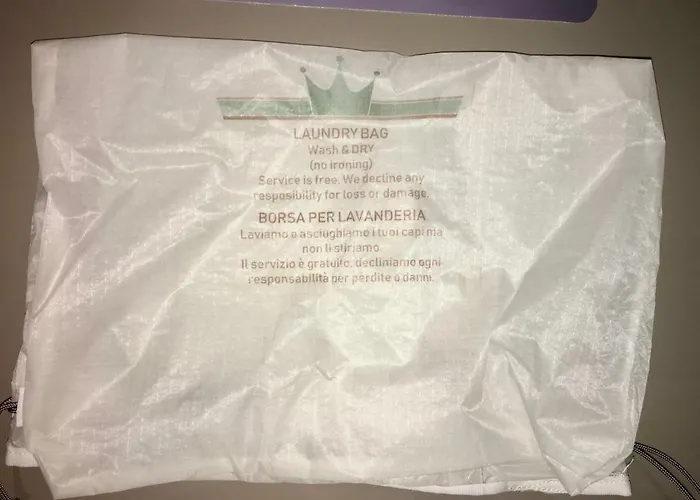 LAUNDRY BAG
Wash & DRY
(no ironing)
Service is free. We decline any
resposibility for loss or damage.
BORSA PER LAVANDERIA
Laviamo e asciughiamo i tuoi capi ma
non li stiriamo.
Il servizio è gratuito, decliniamo ogni
responsabilità per perdite o danni.